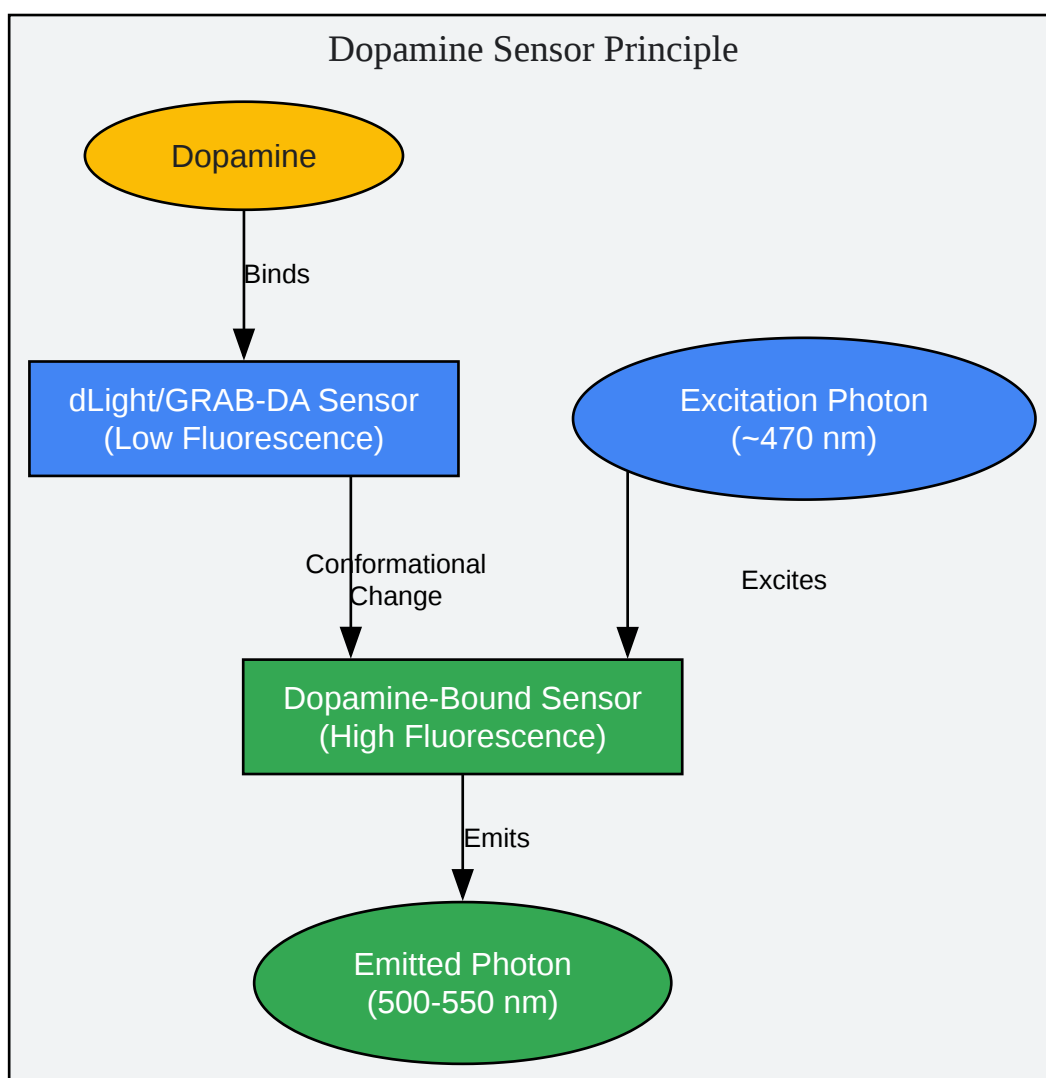 Dopamine Sensor Principle
Dopamine
Binds
dLight/GRAB-DA Sensor
(Low Fluorescence)
Excitation Photon
(~470 nm)
Conformational
Change
Excites
Dopamine-Bound Sensor
(High Fluorescence)
Emits
Emitted Photon
(500-550 nm)